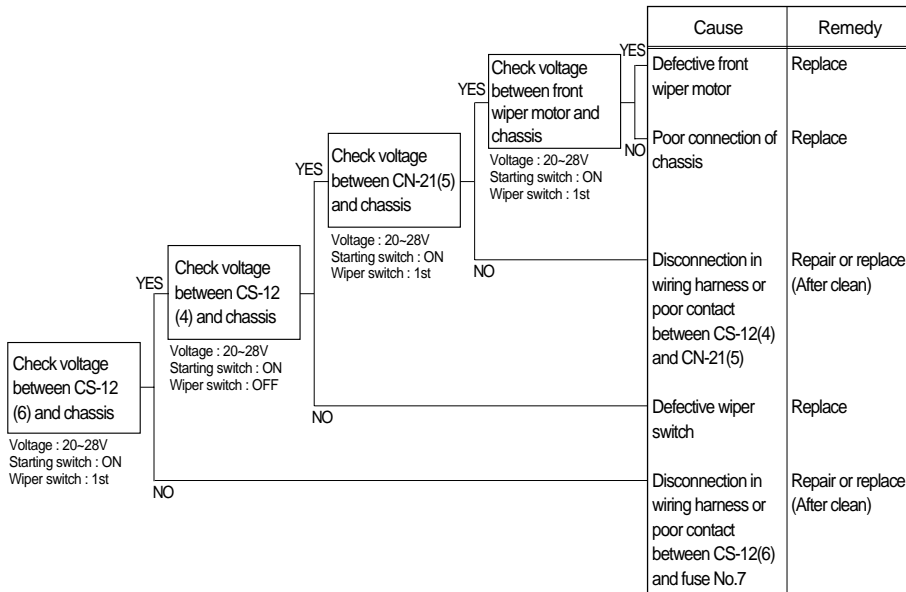 Cause
Remedy
YES
Defective front
wiper motor
Replace
Check voltage
between front
wiper motor and
chassis
YES
NO
Poor connection of
chassis
Replace
Voltage : 20~28V
Starting switch : ON
Wiper switch : 1st
Check voltage
between CN-21(5)
and chassis
YES
Voltage : 20~28V
Starting switch : ON
Wiper switch : 1st
NO
Disconnection in
wiring harness or
poor contact
between CS-12(4)
and CN-21(5)
Repair or replace
(After clean)
Check voltage
between CS-12
(4) and chassis
YES
Voltage : 20~28V
Starting switch : ON
Wiper switch : OFF
NO
Defective wiper
switch
Replace
Check voltage
between CS-12
(6) and chassis
Voltage : 20~28V
Starting switch : ON
Wiper switch : 1st
NO
Disconnection in
wiring harness or
poor contact
between CS-12(6)
and fuse No.7
Repair or replace
(After clean)